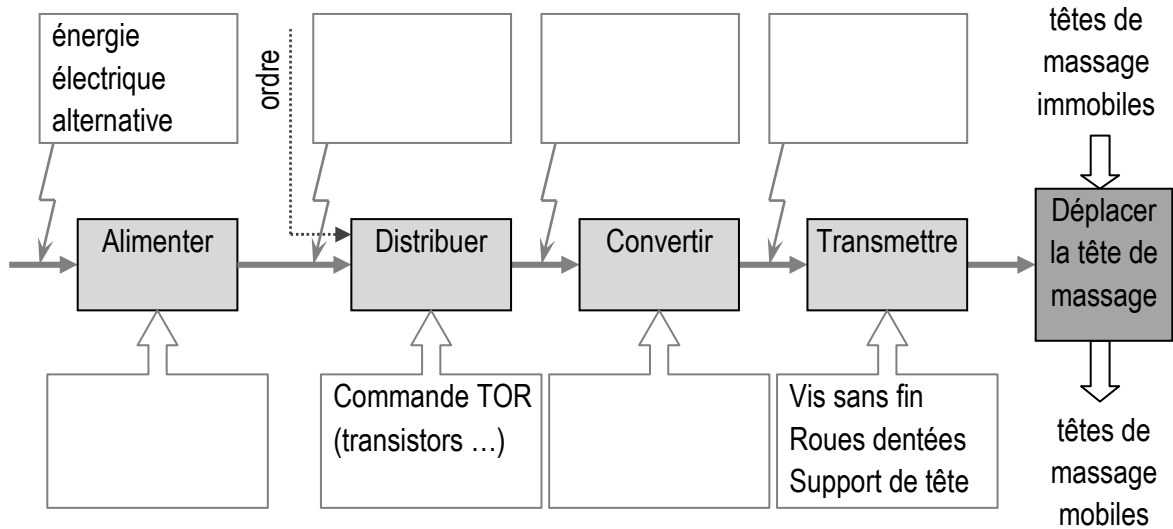 énergie
électrique
alternative
ordre
têtes de
massage
immobiles
Alimenter
Distribuer
Convertir
Transmettre
Déplacer
la tête de
massage
Commande TOR
(transistors …)
Vis sans fin
Roues dentées
Support de tête
têtes de
massage
mobiles